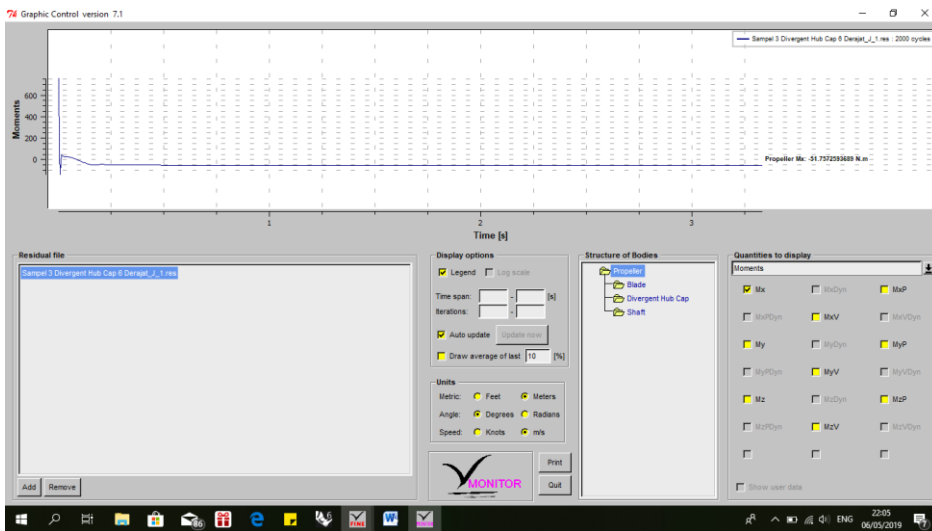 Graphic Control version 7.1
Sampel 3 Divergent Hub Cap 6 Derajat_J_1.res : 2000 cycles
Moments
600
400
200
0
Propeller Mx: -51.7572593689 N.m
1
2
3
Time [s]
Residual file
Sampel 3 Divergent Hub Cap 6 Derajat_J_1.res
Add Remove
Display options
Legend Log scale
Time span: - [s]
Iterations: -
Auto update Update now
Draw average of last 10 [%]
Units
Metric: Feet Meters
Angle: Degrees Radians
Speed: Knots m/s
MONITOR
Print
Quit
Structure of Bodies
Propeller
Blade
Divergent Hub Cap
Shaft
Quantities to display
Moments
Mx MxDyn MxP
MxPDyn MxV MxVDyn
My MyDyn MyP
MyPDyn MyV MyVDyn
Mz MzDyn MzP
MzPDyn MzV MzVDyn
Show user data
86
ENG
22:05
06/05/2019